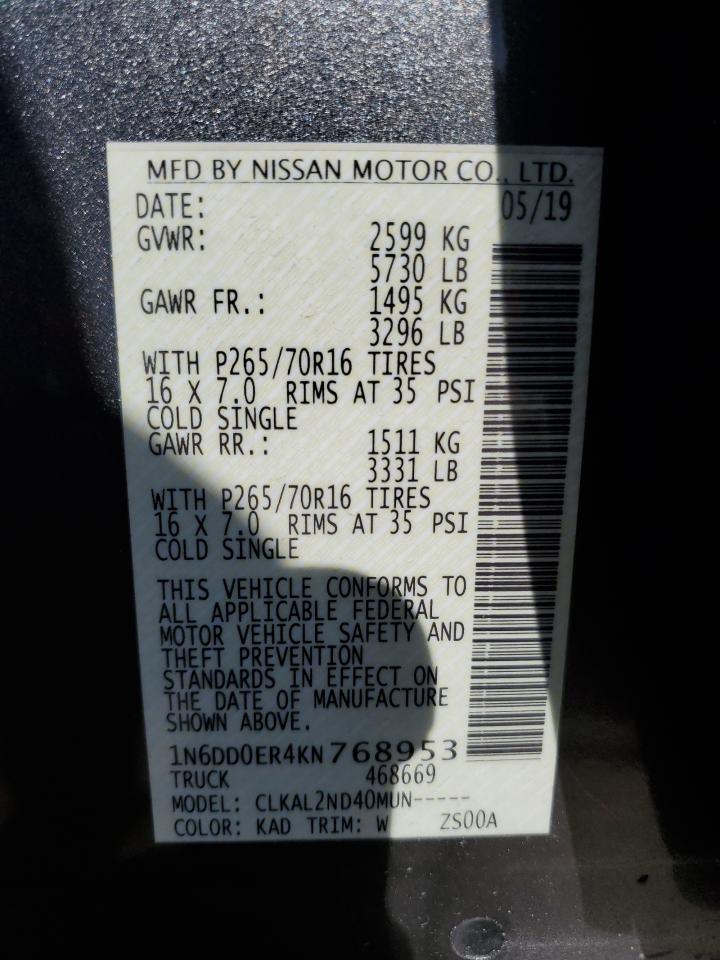 MFD BY NISSAN MOTOR CO., LTD.
DATE: 05/19
GVWR: 2599 KG
5730 LB
GAWR FR.: 1495 KG
3296 LB
WITH P265/70R16 TIRES
16 X 7.0 RIMS AT 35 PSI
COLD SINGLE
GAWR RR.: 1511 KG
3331 LB
WITH P265/70R16 TIRES
16 X 7.0 RIMS AT 35 PSI
COLD SINGLE
THIS VEHICLE CONFORMS TO
ALL APPLICABLE FEDERAL
MOTOR VEHICLE SAFETY AND
THEFT PREVENTION
STANDARDS IN EFFECT ON
THE DATE OF MANUFACTURE
SHOWN ABOVE.
1N6DD0ER4KN768953
TRUCK 468669
MODEL: CLKAL2ND40MUN-----
COLOR: KAD TRIM: W ZS00A